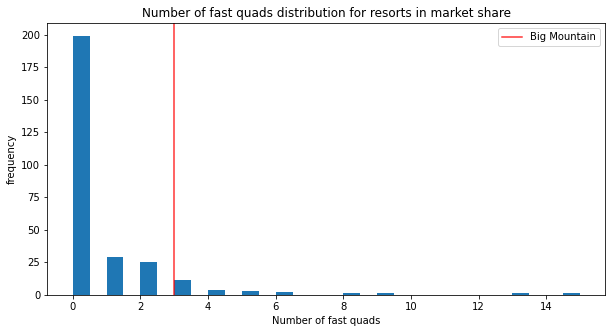 Number of fast quads distribution for resorts in market share
Big Mountain
frequency
200
175
150
125
100
75
50
25
0
0 2 4 6 8 10 12 14
Number of fast quads